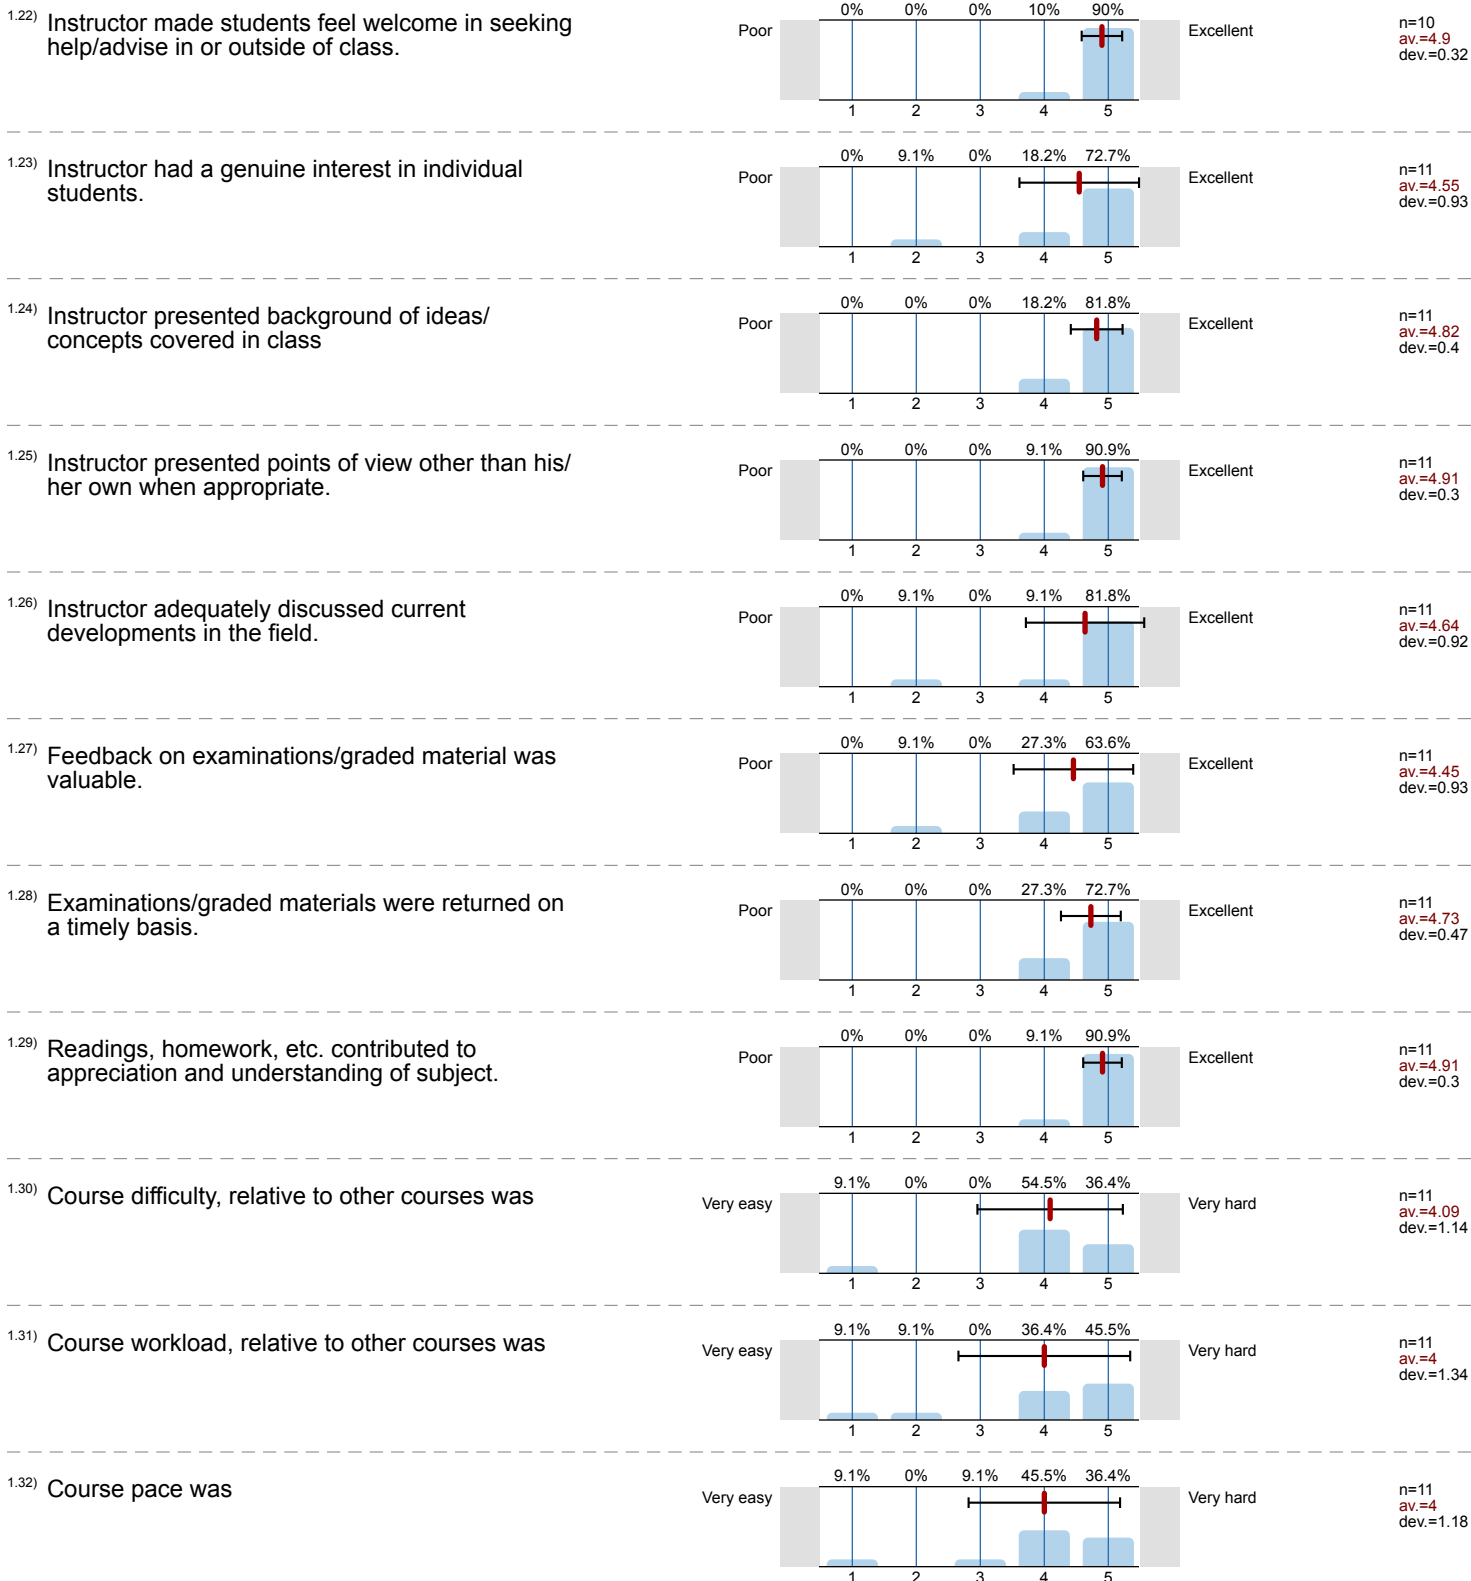 1.22) Instructor made students feel welcome in seeking
help/advise in or outside of class.
0% 0% 0% 10% 90%
Poor
Excellent
n=10
av.=4.9
dev.=0.32
1 2 3 4 5
1.23) Instructor had a genuine interest in individual
students.
0% 9.1% 0% 18.2% 72.7%
Poor
Excellent
n=11
av.=4.55
dev.=0.93
1 2 3 4 5
1.24) Instructor presented background of ideas/
concepts covered in class
0% 0% 0% 18.2% 81.8%
Poor
Excellent
n=11
av.=4.82
dev.=0.4
1 2 3 4 5
1.25) Instructor presented points of view other than his/
her own when appropriate.
0% 0% 0% 9.1% 90.9%
Poor
Excellent
n=11
av.=4.91
dev.=0.3
1 2 3 4 5
1.26) Instructor adequately discussed current
developments in the field.
0% 9.1% 0% 9.1% 81.8%
Poor
Excellent
n=11
av.=4.64
dev.=0.92
1 2 3 4 5
1.27) Feedback on examinations/graded material was
valuable.
0% 9.1% 0% 27.3% 63.6%
Poor
Excellent
n=11
av.=4.45
dev.=0.93
1 2 3 4 5
1.28) Examinations/graded materials were returned on
a timely basis.
0% 0% 0% 27.3% 72.7%
Poor
Excellent
n=11
av.=4.73
dev.=0.47
1 2 3 4 5
1.29) Readings, homework, etc. contributed to
appreciation and understanding of subject.
0% 0% 0% 9.1% 90.9%
Poor
Excellent
n=11
av.=4.91
dev.=0.3
1 2 3 4 5
1.30) Course difficulty, relative to other courses was
9.1% 0% 0% 54.5% 36.4%
Very easy
Very hard
n=11
av.=4.09
dev.=1.14
1 2 3 4 5
1.31) Course workload, relative to other courses was
9.1% 9.1% 0% 36.4% 45.5%
Very easy
Very hard
n=11
av.=4
dev.=1.34
1 2 3 4 5
1.32) Course pace was
9.1% 0% 9.1% 45.5% 36.4%
Very easy
Very hard
n=11
av.=4
dev.=1.18
1 2 3 4 5